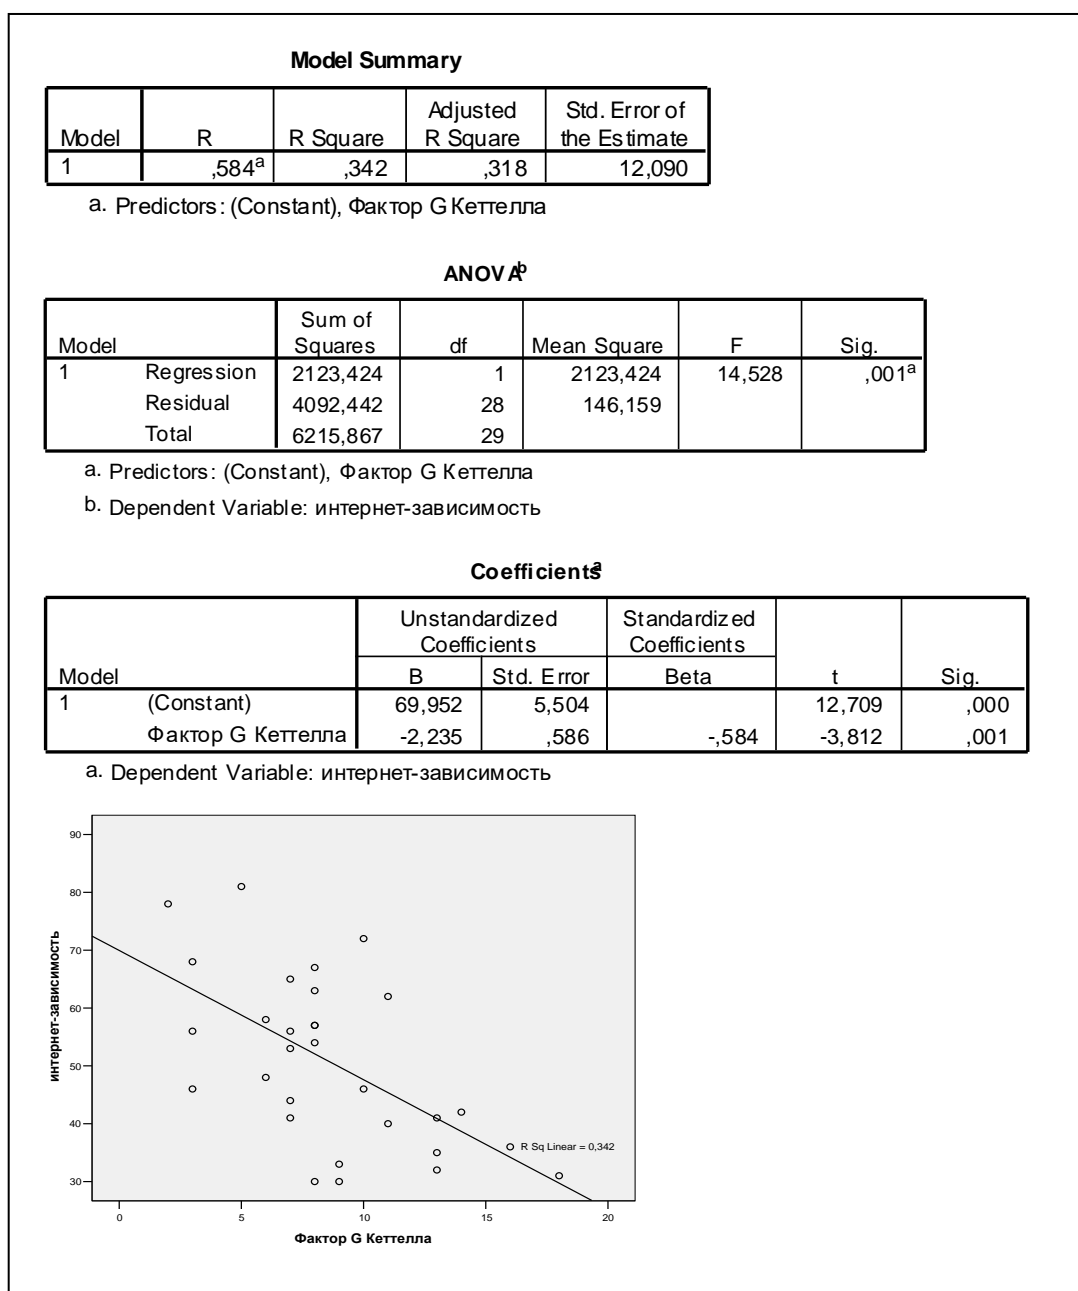 Model Summary
Model R R Square Adjusted R Square Std. Error of the Estimate
1 ,584a ,342 ,318 12,090
a. Predictors: (Constant), Фактор G Кеттелла
ANOVAb
Model Sum of Squares df Mean Square F Sig.
1 Regression 2123,424 1 2123,424 14,528 ,001a
Residual 4092,442 28 146,159
Total 6215,867 29
a. Predictors: (Constant), Фактор G Кеттелла
b. Dependent Variable: интернет-зависимость
Coefficientsa
Unstandardized Coefficients Standardized Coefficients
Model B Std. Error Beta t Sig.
1 (Constant) 69,952 5,504 12,709 ,000
Фактор G Кеттелла -2,235 ,586 -,584 -3,812 ,001
a. Dependent Variable: интернет-зависимость
90
80
70
60
50
40
30
интернет-зависимость
R Sq Linear = 0,342
0 5 10 15 20
Фактор G Кеттелла